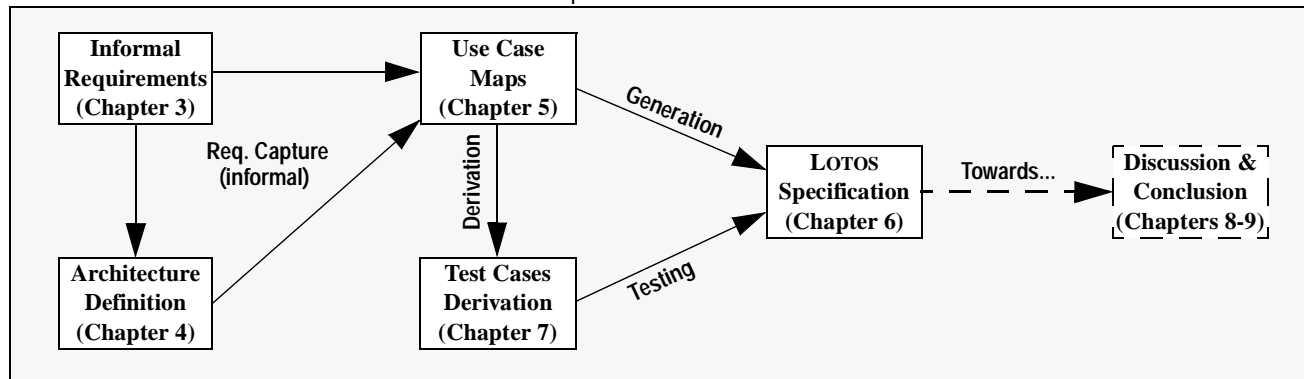 Informal
Requirements
(Chapter 3)
Use Case
Maps
(Chapter 5)
Generation
Req. Capture
(informal)
Derivation
LOTOS
Specification
(Chapter 6)
Towards...
Discussion &
Conclusion
(Chapters 8-9)
Architecture
Definition
(Chapter 4)
Test Cases
Derivation
(Chapter 7)
Testing